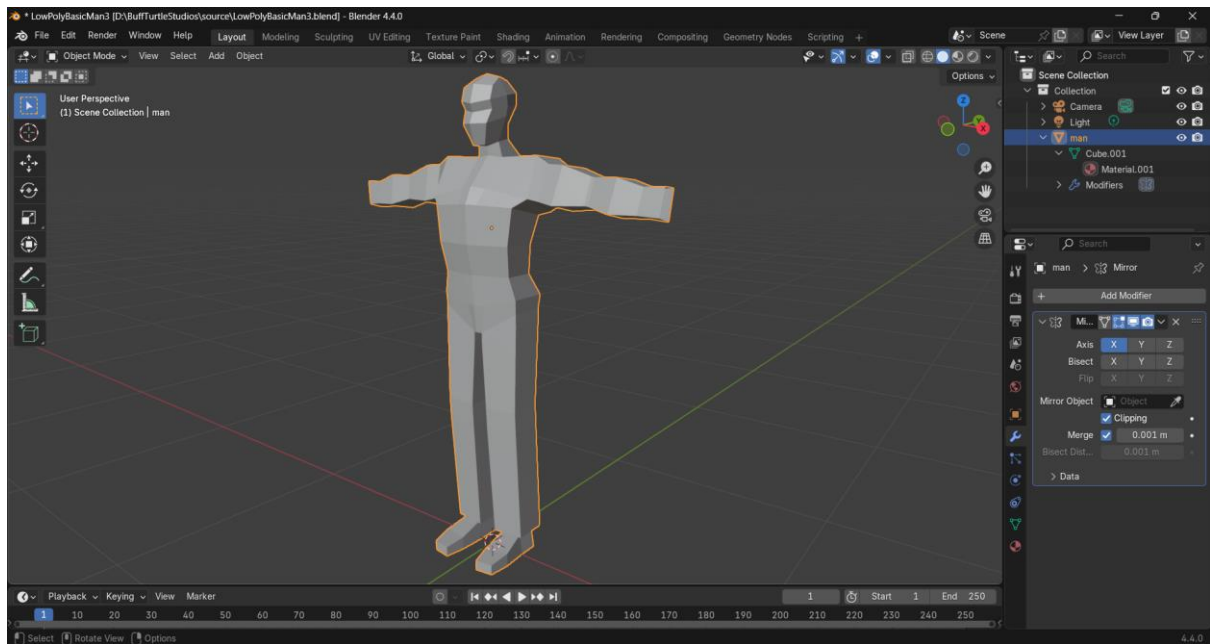 * LowPolyBasicMan3 [D:\BuffTurtleStudios\source\LowPolyBasicMan3.blend] - Blender 4.4.0
File Edit Render Window Help Layout Modeling Sculpting UV Editing Texture Paint Shading Animation Rendering Compositing Geometry Nodes Scripting + Scene View Layer
Object Mode View Select Add Object Global Search
Options
User Perspective
(1) Scene Collection | man
Z
Y
X
Scene Collection
Collection
Camera
Light
man
Cube.001
Material.001
Modifiers
Search
man > Mirror
+ Add Modifier
Mi...
Axis X Y Z
Bisect X Y Z
Flip X Y Z
Mirror Object Object
Clipping
Merge 0.001 m
Bisect Dist... 0.001 m
Data
Playback Keying View Marker 1 Start 1 End 250
1 10 20 30 40 50 60 70 80 90 100 110 120 130 140 150 160 170 180 190 200 210 220 230 240 250
Select Rotate View Options 4.4.0